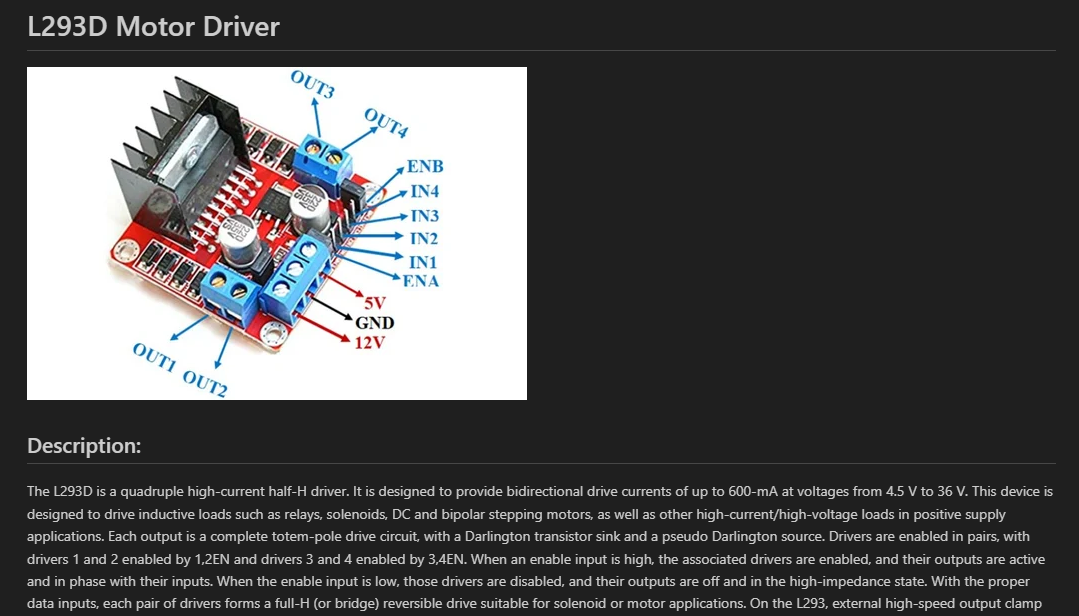 L293D Motor Driver
OUT3
OUT4
ENB
IN4
IN3
IN2
IN1
ENA
5V
GND
12V
OUT1
OUT2
Description:
The L293D is a quadruple high-current half-H driver. It is designed to provide bidirectional drive currents of up to 600-mA at voltages from 4.5 V to 36 V. This device is
designed to drive inductive loads such as relays, solenoids, DC and bipolar stepping motors, as well as other high-current/high-voltage loads in positive supply
applications. Each output is a complete totem-pole drive circuit, with a Darlington transistor sink and a pseudo Darlington source. Drivers are enabled in pairs, with
drivers 1 and 2 enabled by 1,2EN and drivers 3 and 4 enabled by 3,4EN. When an enable input is high, the associated drivers are enabled, and their outputs are active
and in phase with their inputs. When the enable input is low, those drivers are disabled, and their outputs are off and in the high-impedance state. With the proper
data inputs, each pair of drivers forms a full-H (or bridge) reversible drive suitable for solenoid or motor applications. On the L293, external high-speed output clamp